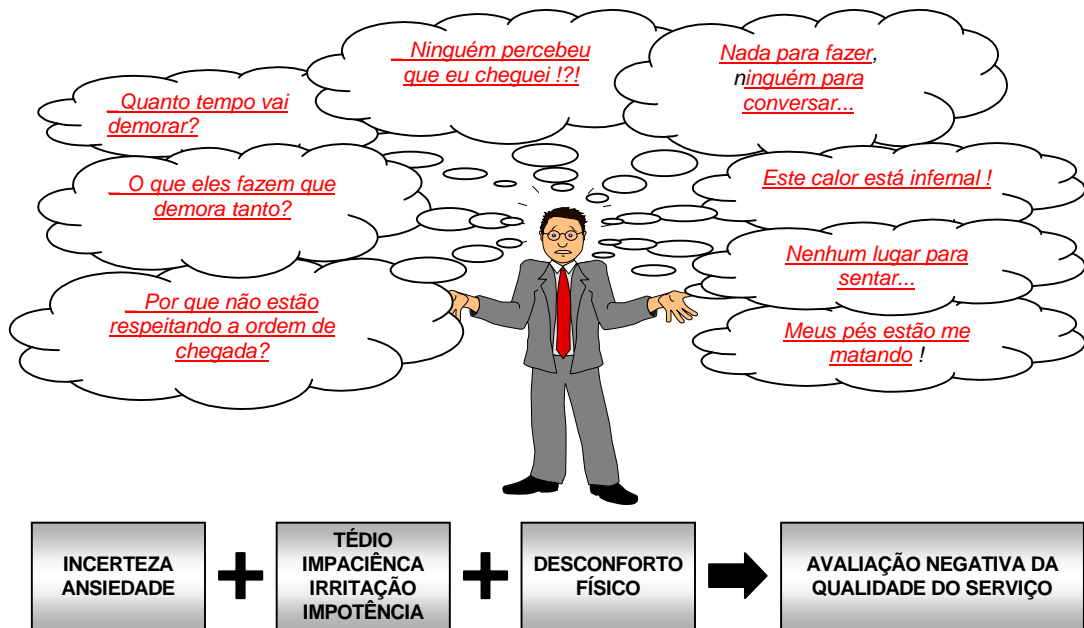 _ Ninguém percebeu
que eu cheguei !?!
Nada para fazer,
ninguém para
conversar...
_ Quanto tempo vai
demorar?
_ O que eles fazem que
demora tanto?
Este calor está infernal !
Nenhum lugar para
sentar...
_ Por que não estão
respeitando a ordem de
chegada?
Meus pés estão me
matando !
INCERTEZA
ANSIEDADE
TÉDIO
IMPACIÊNCA
IRRITAÇÃO
IMPOTÊNCIA
DESCONFORTO
FÍSICO
AVALIAÇÃO NEGATIVA DA
QUALIDADE DO SERVIÇO